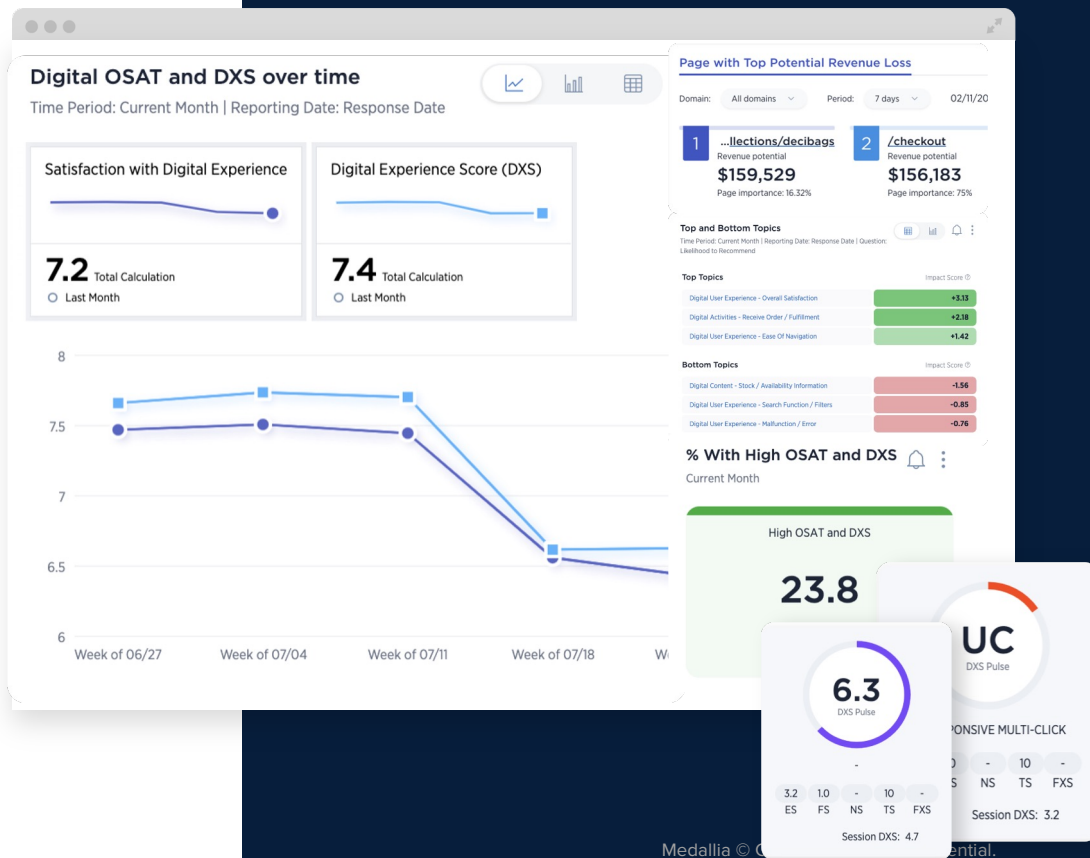 Digital OSAT and DXS over time
Time Period: Current Month | Reporting Date: Response Date
Satisfaction with Digital Experience
7.2 Total Calculation
Last Month
Digital Experience Score (DXS)
7.4 Total Calculation
Last Month
8
7.5
7
6.5
6
Week of 06/27
Week of 07/04
Week of 07/11
Week of 07/18
Page with Top Potential Revenue Loss
Domain: All domains Period: 7 days 02/11/20
1 ...llections/decibags
Revenue potential
$159,529
Page importance: 16.32%
2 /checkout
Revenue potential
$156,183
Page importance: 75%
Top and Bottom Topics
Time Period: Current Month | Reporting Date: Response Date | Question:
Likelihood to Recommend
Top Topics Impact Score
Digital User Experience - Overall Satisfaction +3.13
Digital Activities - Receive Order / Fulfillment +2.18
Digital User Experience - Ease Of Navigation +1.42
Bottom Topics Impact Score
Digital Content - Stock / Availability Information -1.56
Digital User Experience - Search Function / Filters -0.85
Digital User Experience - Malfunction / Error -0.76
% With High OSAT and DXS
Current Month
High OSAT and DXS
23.8
6.3
DXS Pulse
-
3.2 1.0 - 10 -
ES FS NS TS FXS
Session DXS: 4.7
UC
DXS Pulse
PONSIVE MULTI-CLICK
- 10 -
S NS TS FXS
Session DXS: 3.2
Medallia © ential.